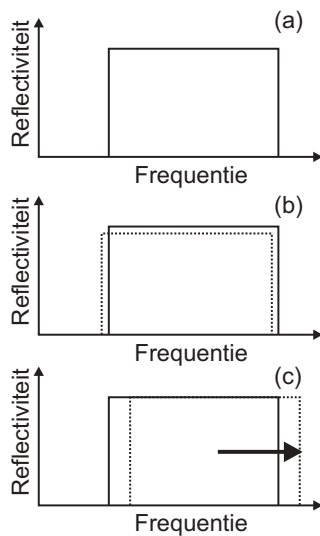 (a)
Reflectiviteit
Frequentie
(b)
Reflectiviteit
Frequentie
(c)
Reflectiviteit
Frequentie